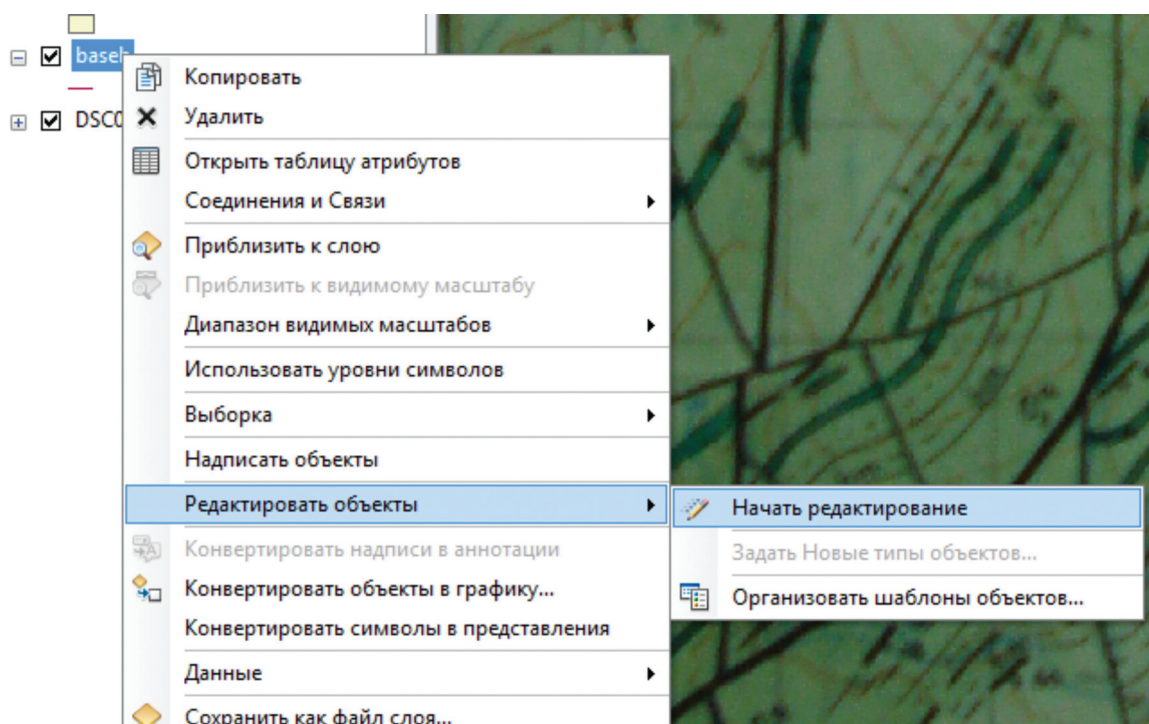 Копировать
DSC0
Удалить
Открыть таблицу атрибутов
Соединения и Связи
Приблизить к слою
Приблизить к видимому масштабу
Диапазон видимых масштабов
Использовать уровни символов
Выборка
Надписать объекты
Редактировать объекты
Начать редактирование
Конвертировать надписи в аннотации
Задать Новые типы объектов...
Конвертировать объекты в графику...
Организовать шаблоны объектов...
Конвертировать символы в представления
Данные
Сохранить как файл слоя...